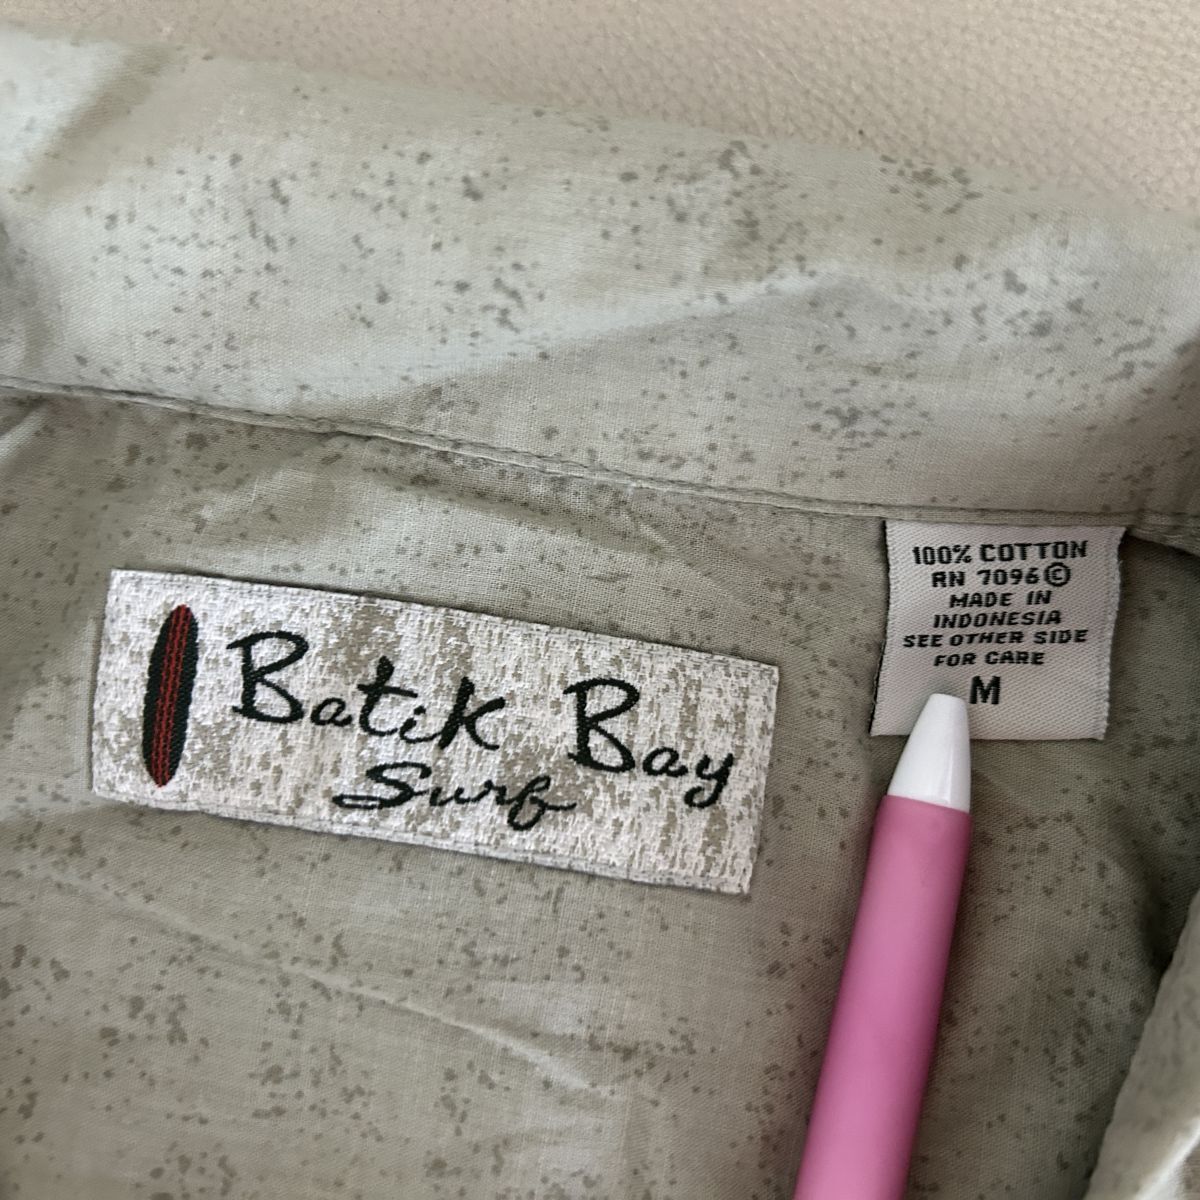 Batik Bay
Surf
100% COTTON
RN 7096©
MADE IN
INDONESIA
SEE OTHER SIDE
FOR CARE
M